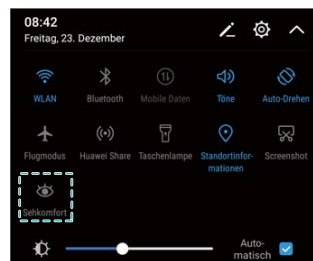 08:42
Freitag, 23. Dezember
WLAN
Bluetooth
Mobile Daten
Töne
Auto-Drehen
Flugmodus
Huawei Share
Taschenlampe
Standortinfor-
mationen
Screenshot
Sehkomfort
Auto-
matisch